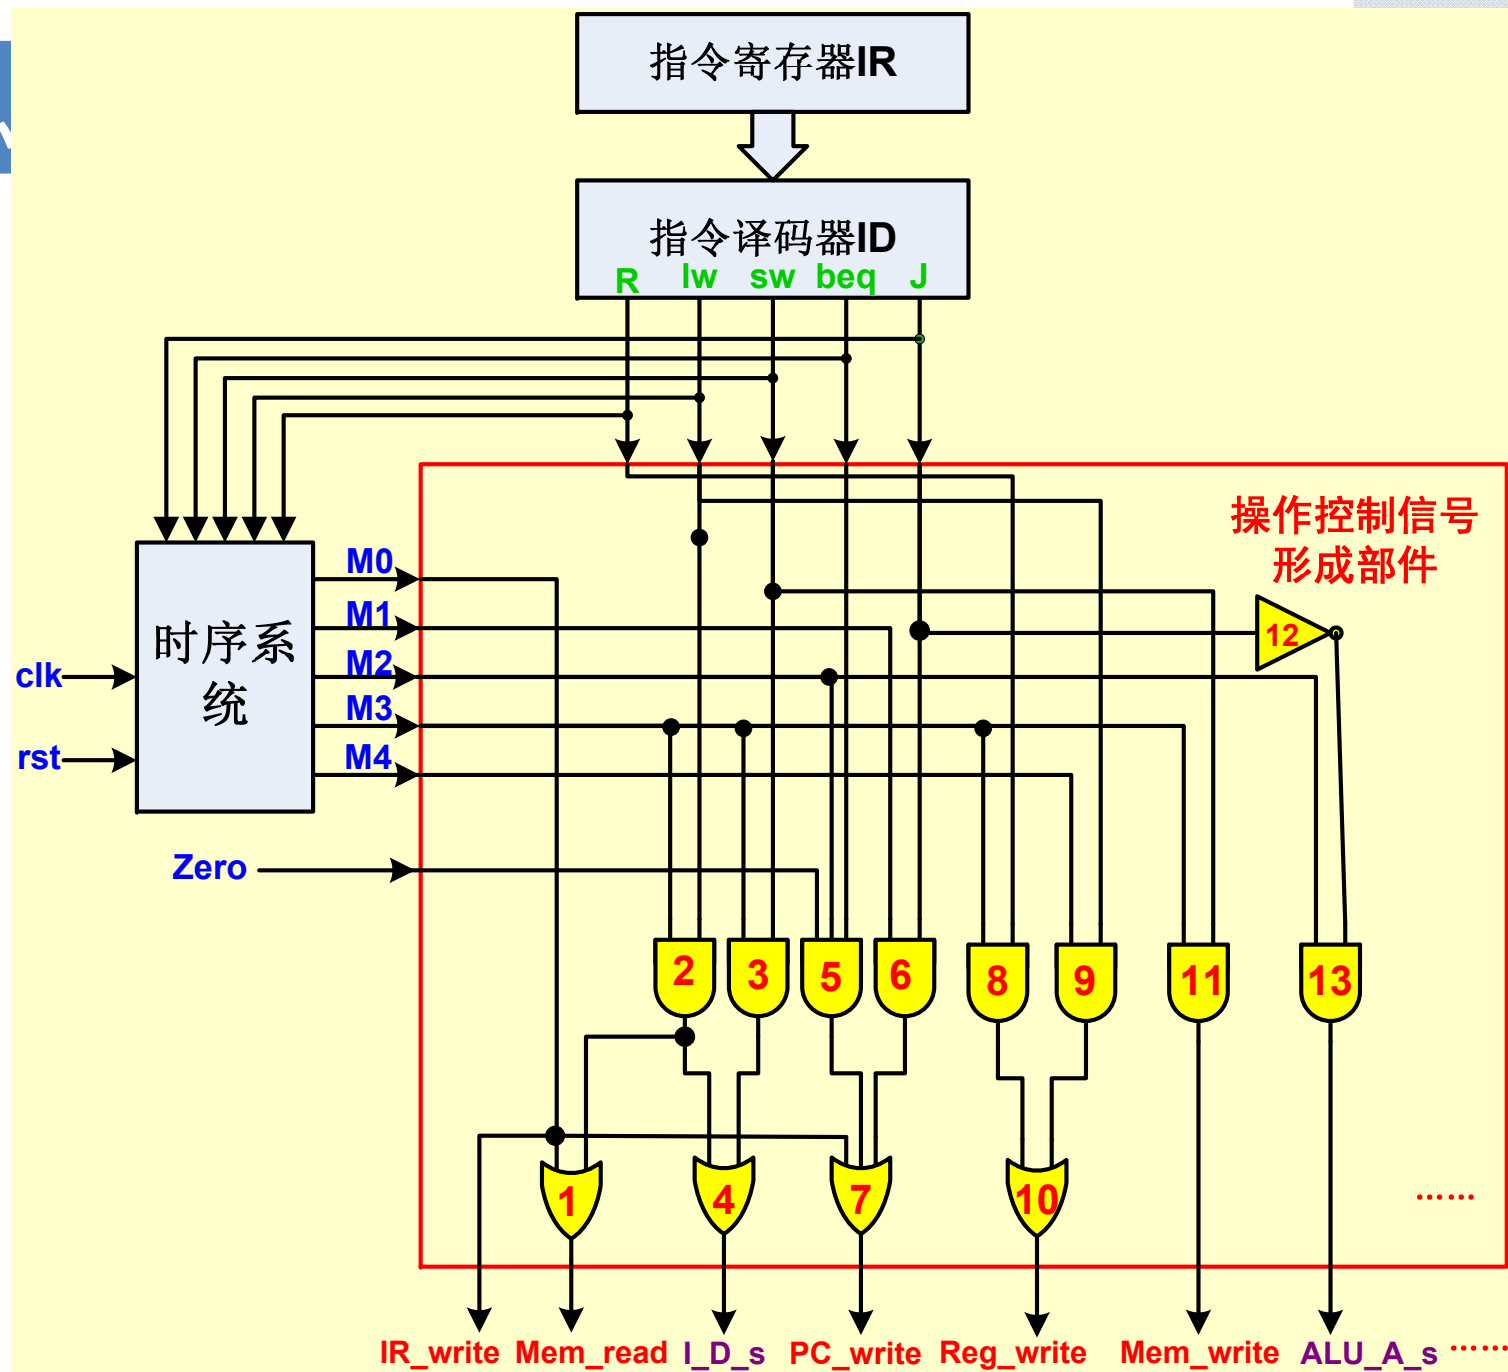 指令寄存器IR
指令译码器ID
R lw sw beq J
操作控制信号
形成部件
M0
M1
M2
M3
M4
时序系
统
clk
rst
Zero
12
2 3 5 6 8 9 11 13
1 4 7 10
......
IR_write Mem_read I_D_s PC_write Reg_write Mem_write ALU_A_s ......